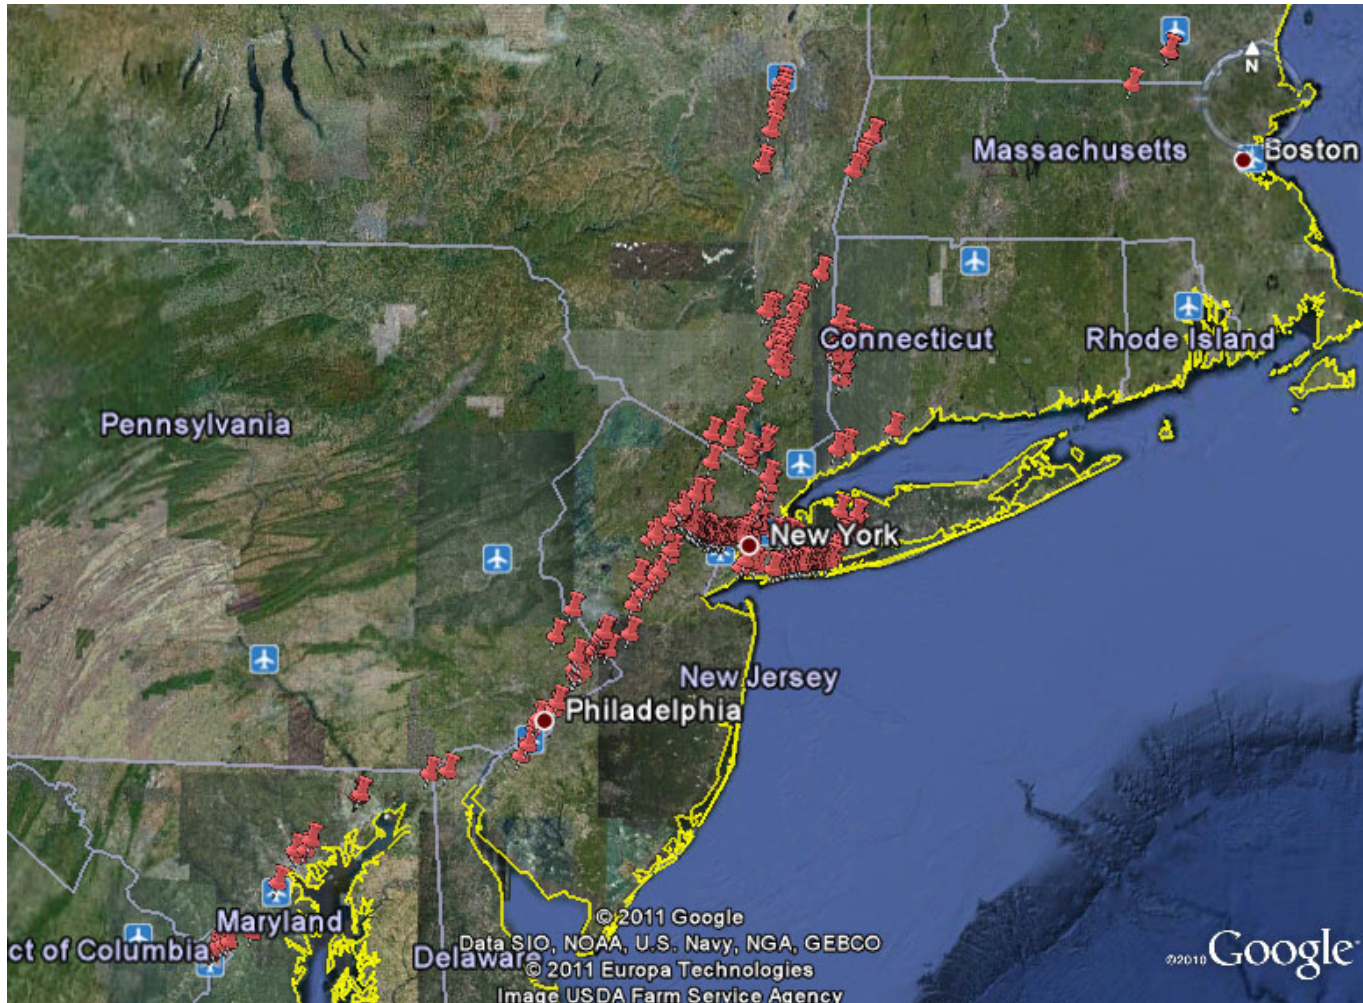 N
Massachusetts
Boston
Connecticut
Rhode Island
Pennsylvania
New York
New Jersey
Philadelphia
Maryland
ct of Columbia
Delaware
© 2011 Google
Data SIO, NOAA, U.S. Navy, NGA, GEBCO
© 2011 Europa Technologies
Image USDA Farm Service Agency
©2010 Google